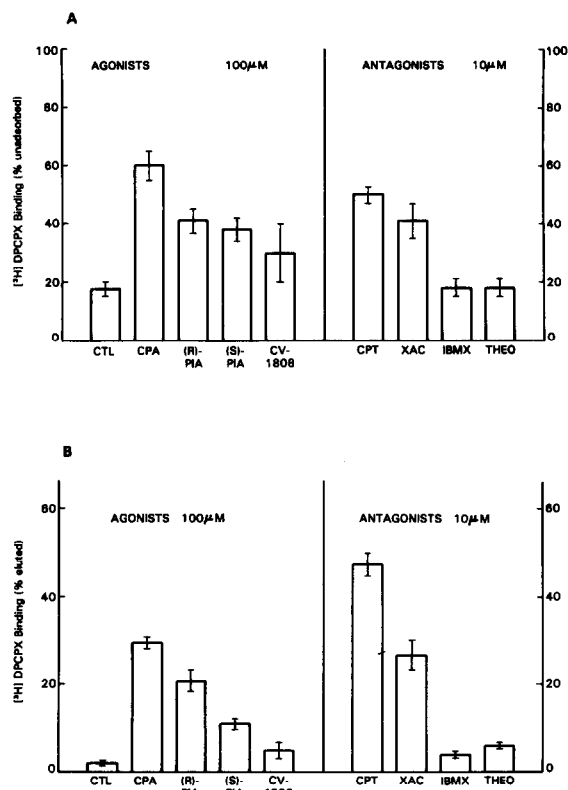 A
[³H] DPCPX Binding (% unadsorbed)
AGONISTS 100μM ANTAGONISTS 10μM
100 100
80 80
60 60
40 40
20 20
0 0
CTL CPA (R)-PIA (S)-PIA CV-1808 CPT XAC IBMX THEO
B
[³H] DPCPX Binding (% eluted)
AGONISTS 100μM ANTAGONISTS 10μM
60 60
40 40
20 20
0 0
CTL CPA (R)- (S)- CV- CPT XAC IBMX THEO